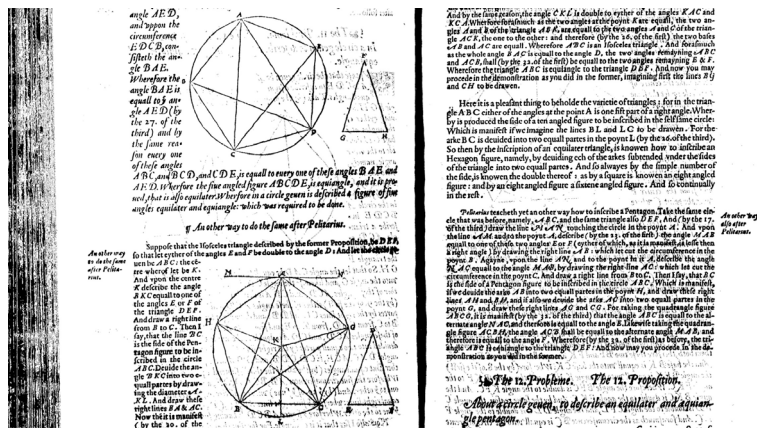 angle AED,
and vpon the
circumference
EDCB, con-
sisteth the an-
gle BAE.
Wherefore the
angle BAE is
equall to ẏ an-
gle AED (by
the 27. of the
third) and by
the same rea-
son euery one
of these angles
ABC, and BCD, and CDE, is equall to euery one of these angles BAE and
AED. Wherfore the fiue angled figure ABCDE, is equiangle, and it is pro-
ued, that is also equilater. Wherfore in a circle geuen is described a figure of fiue
angles equilater and equiangle: which was required to be done.
¶ An other way to do the same after Pelitarius.
An other way
to do the same
after Pelita-
rius.
Suppose that the Isosceles triangle described by the former Proposition, be DEF,
so that let eyther of the angles E and F be double to the angle D: And let the circle ge-
uen be ABC: the cē-
tre wherof let be K.
And vpon the centre
K describe the angle
BKC equall to one of
the angles E or F of
the triangle DEF.
And draw a right line
from B to C. Then I
say, that the line BC
is the side of the Pen-
tagon figure to be in-
scribed in the circle
ABC. Deuide the an-
gle BKC into two e-
quall partes by draw-
ing the diameter A-
KL. And draw these
right lines BA & AC.
Now thē it is manifest
(by the 20. of the
A
B
C
D
E
F
G
H
M
A
N
H
G
K
B
L
C
D
E
F
And by the same reason, the angle CKL is double to eyther of the angles KAC and
KCA. Wherefore forasmuch as the two angles at the poynt K are equall, the two an-
gles A and B of the triangle ABK, are equall to the two angles A and C of the trian-
gle ACK, the one to the other: and therefore (by the 26. of the first) the two bases
AB and AC are equall. Wherefore ABC is an Isosceles triangle. And forasmuch
as the whole angle BAC is equall to the angle D, the two angles remayning ABC
and ACB, shall (by the 32. of the first) be equall to the two angles remayning E & F.
Wherefore the triangle ABC is equiangle to the triangle DEF. And now may you
procede in the demonstration as you did in the former, imagining first the lines BH
and CH to be drawen.
Here it is a pleasant thing to beholde the varietie of triangles: for in the trian-
gle ABC either of the angles at the point A is one fift part of a right angle. Wher-
by is produced the side of a ten angled figure to be inscribed in the self same circle:
Which is manifest if we imagine the lines BL and LC to be drawen. For the
arke BC is deuided into two equall partes in the poynt L (by the 26. of the first).
So then by the inscription of an equilater triangle, is knowen how to inscribe an
Hexagon figure, namely, by deuiding ech of the arkes subtended vnder the sides
of the triangle into two equall partes. And so alwayes by the simple number of
the side, is knowen the double therof: as by a square is knowen an eight angled
figure: and by an eight angled figure a sixtene angled figure. And so continually
in the rest.
Pelitarius teacheth yet an other way how to inscribe a Pentagon. Take the same cir-
cle that was before, namely, ABC, and the same triangle also DEF. And (by the 17.
of the third) draw the line MAN touching the circle in the poynt A. And vpon
the line AM and to the poynt A, describe (by the 23. of the first) the angle MAB
equall to one of these two angles E or F (either of which, as it is manifest, is lesse then
a right angle) by drawing the right line AB: which let cut the circumference in the
poynt B. Agayne, vpon the line AN, and to the poynt in it A, describe the angle
NAC equall to the angle MAB, by drawing the right line AC: which let cut the
circumference in the poynt C. And draw a right line from B to C. Then I say, that BC
is the side of a Pentagon figure to be inscribed in the circle ABC. Which is manifest,
if we deuide the arke AB into two equall partes in the poynt H, and draw these right
lines AH and BH, and if also we deuide the arke AC into two equall partes in the
poynt G, and draw these right lines AG and CG. For taking the quadrangle figure
ABCG, it is manifest (by the 32. of the third) that the angle ABC is equall to the al-
ternate angle NAC, and therfore is equall to the angle E. Likewise taking the quadran-
gle figure ACBH, the angle ACB shall be equall to the alternate angle MAB, and
therefore is equall to the angle F. Wherefore (by the 32. of the first) as before, the tri-
angle ABC is equiangle to the triangle DEF: And now may you procede in the de-
monstration as you did in the former.
An other way
also after
Pelitarius.
The 12. Probleme. The 12. Proposition.
About a circle geuen, to describe an equilater and equian-
gle pentagon.